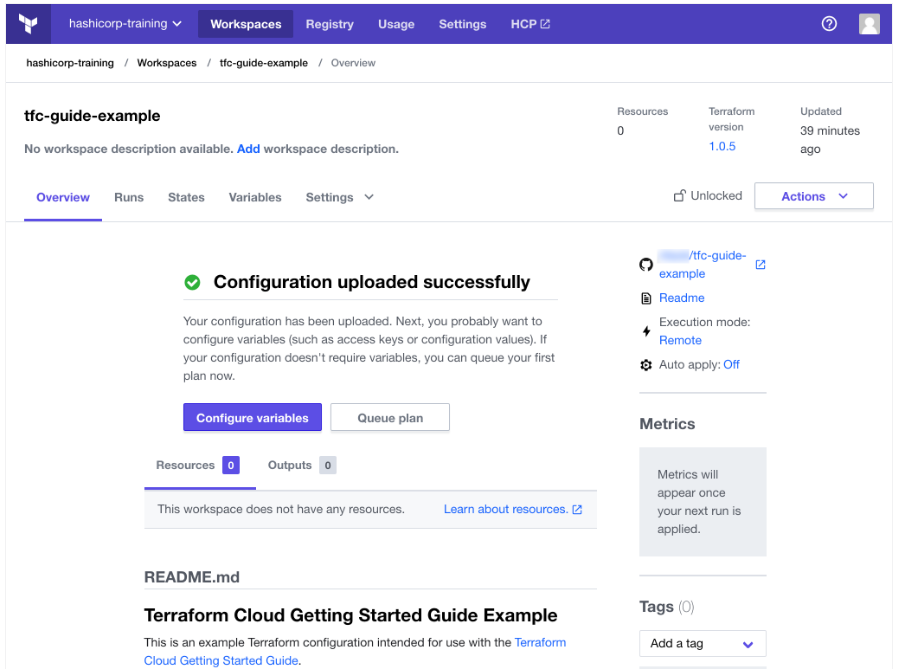 hashicorp-training
Workspaces
Registry
Usage
Settings
HCP
hashicorp-training / Workspaces / tfc-guide-example / Overview
tfc-guide-example
No workspace description available. Add workspace description.
Resources
0
Terraform
version
1.0.5
Updated
39 minutes
ago
Overview
Runs
States
Variables
Settings
Unlocked
Actions
Configuration uploaded successfully
Your configuration has been uploaded. Next, you probably want to
configure variables (such as access keys or configuration values). If
your configuration doesn't require variables, you can queue your first
plan now.
Configure variables
Queue plan
Resources 0
Outputs 0
This workspace does not have any resources.
Learn about resources.
README.md
Terraform Cloud Getting Started Guide Example
This is an example Terraform configuration intended for use with the Terraform
Cloud Getting Started Guide.
/tfc-guide-
example
Readme
Execution mode:
Remote
Auto apply: Off
Metrics
Metrics will
appear once
your next run is
applied.
Tags (0)
Add a tag